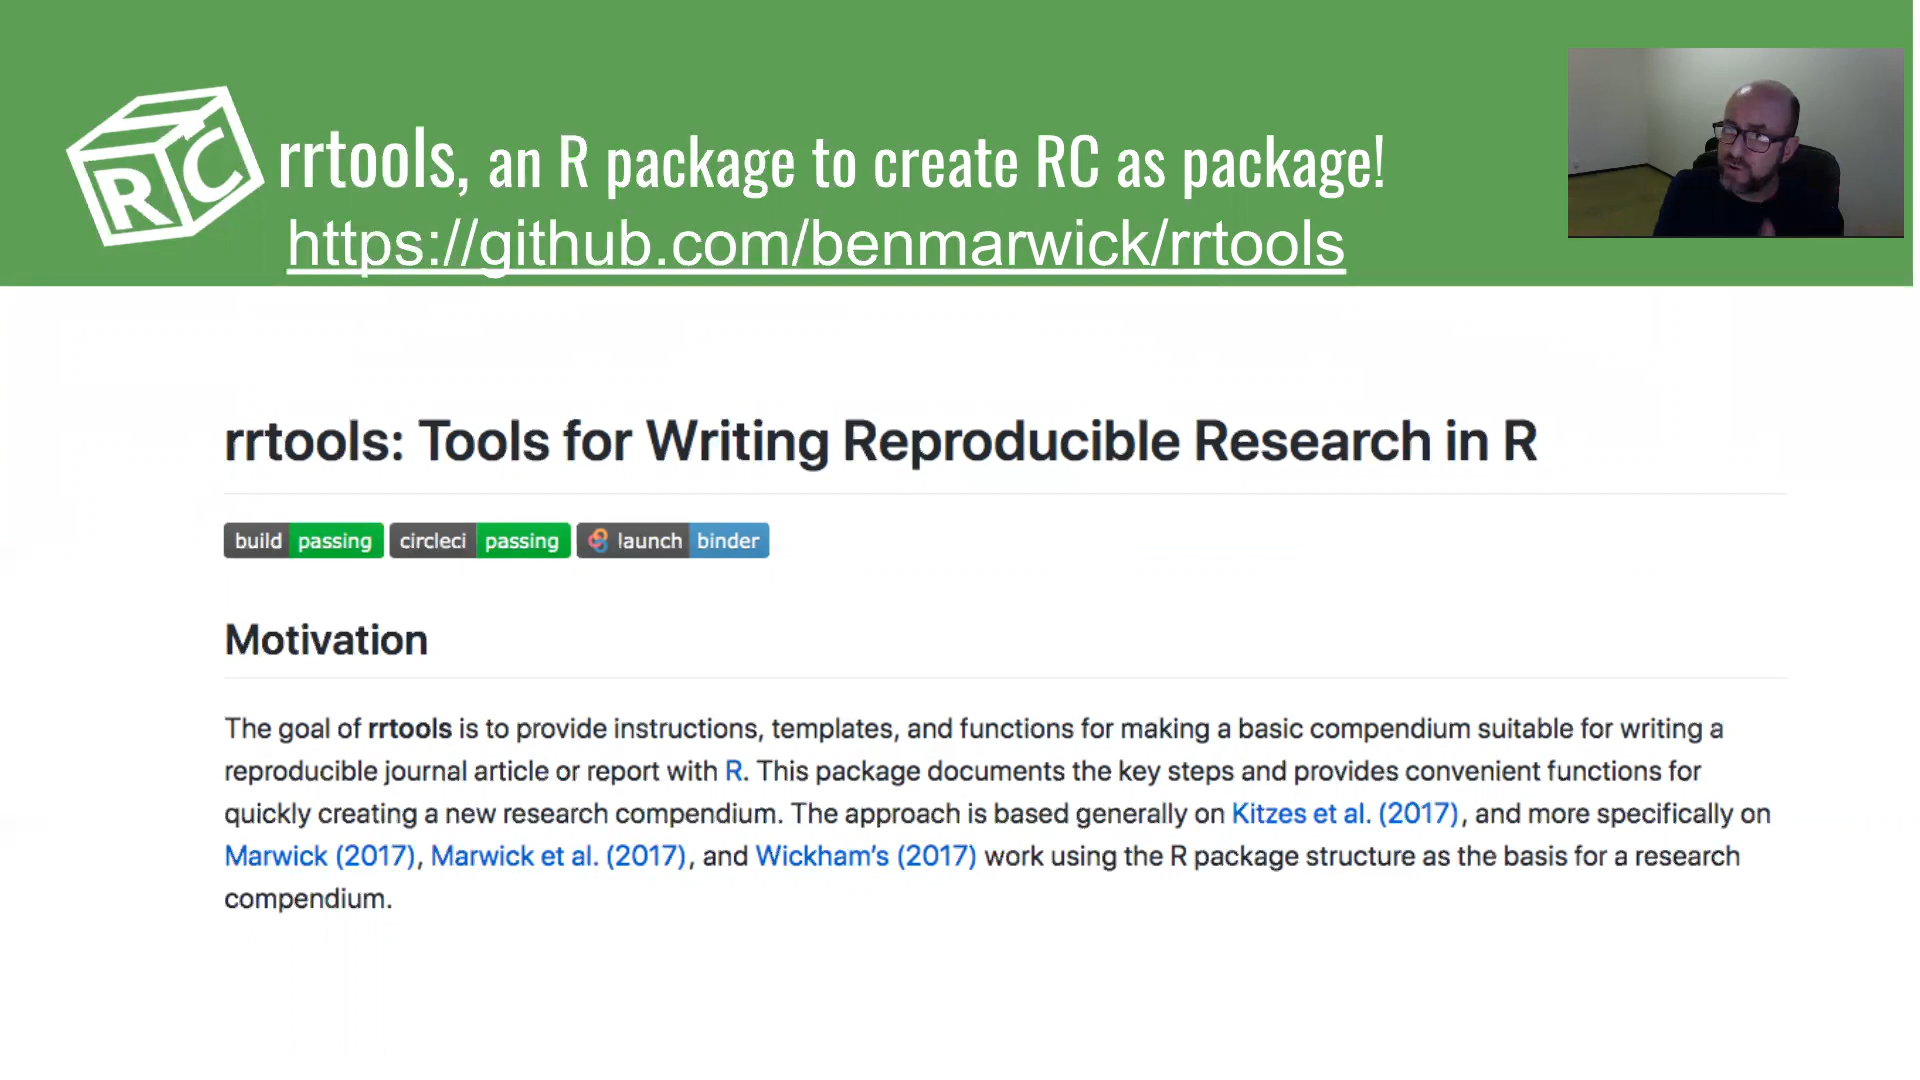 RC
rrtools, an R package to create RC as package!
https://github.com/benmarwick/rrtools
rrtools: Tools for Writing Reproducible Research in R
build passing circleci passing launch binder
Motivation
The goal of rrtools is to provide instructions, templates, and functions for making a basic compendium suitable for writing a
reproducible journal article or report with R. This package documents the key steps and provides convenient functions for
quickly creating a new research compendium. The approach is based generally on Kitzes et al. (2017), and more specifically on
Marwick (2017), Marwick et al. (2017), and Wickham’s (2017) work using the R package structure as the basis for a research
compendium.